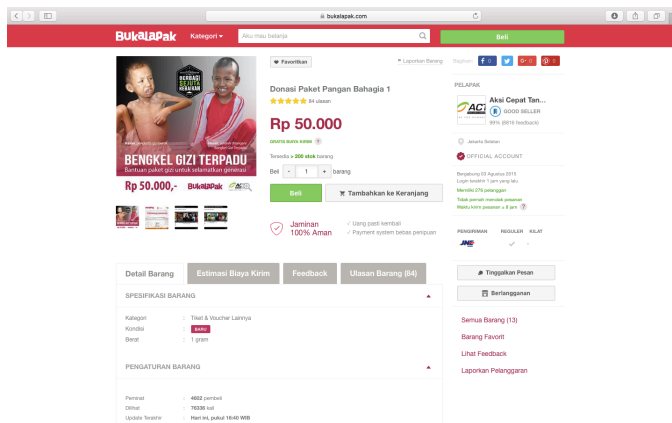 bukalapak.com
BukaLapak
Kategori
Aku mau belanja
Beli
Favoritkan
Laporkan Barang
Bagikan:
BERBAGI
SEJUTA
KEBAIKAN
BENGKEL GIZI TERPADU
Bantuan paket gizi untuk selamatkan generasi
Rp 50.000,-
BukaLapak
ACT
Donasi Paket Pangan Bahagia 1
84 ulasan
Rp 50.000
GRATIS BIAYA KIRIM ?
Tersedia > 200 stok barang
Beli - 1 + barang
Beli
Tambahkan ke Keranjang
Jaminan
100% Aman
✓ Uang pasti kembali
✓ Payment system bebas penipuan
PELAPAK
ACT
Aksi Cepat Tan...
R GOOD SELLER
99% (8816 feedback)
Jakarta Selatan
OFFICIAL ACCOUNT
Bergabung 03 Agustus 2015
Login terakhir 1 jam yang lalu
Memiliki 276 pelanggan
Tidak pernah menolak pesanan
Waktu kirim pesanan ± 8 jam ?
PENGIRIMAN REGULER KILAT
JNE ✓ -
Tinggalkan Pesan
Berlangganan
Semua Barang (13)
Barang Favorit
Lihat Feedback
Laporkan Pelanggaran
Detail Barang
Estimasi Biaya Kirim
Feedback
Ulasan Barang (84)
SPESIFIKASI BARANG
Kategori : Tiket & Voucher Lainnya
Kondisi : BARU
Berat : 1 gram
PENGATURAN BARANG
Peminat : 4602 pembeli
Dilihat : 76336 kali
Update Terakhir : Hari ini, pukul 16:40 WIB